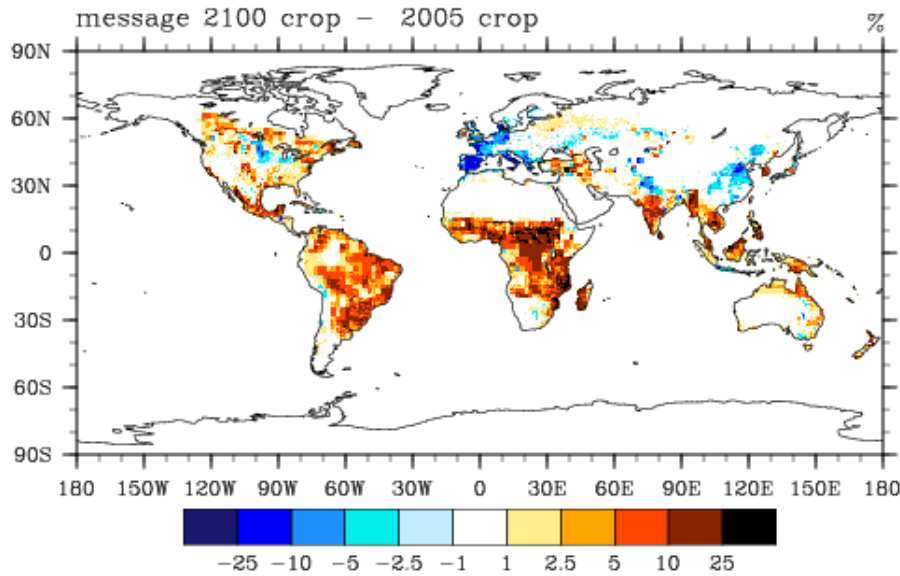 message 2100 crop – 2005 crop %
90N
60N
30N
0
30S
60S
90S
180 150W 120W 90W 60W 30W 0 30E 60E 90E 120E 150E 180
−25 −10 −5 −2.5 −1 1 2.5 5 10 25